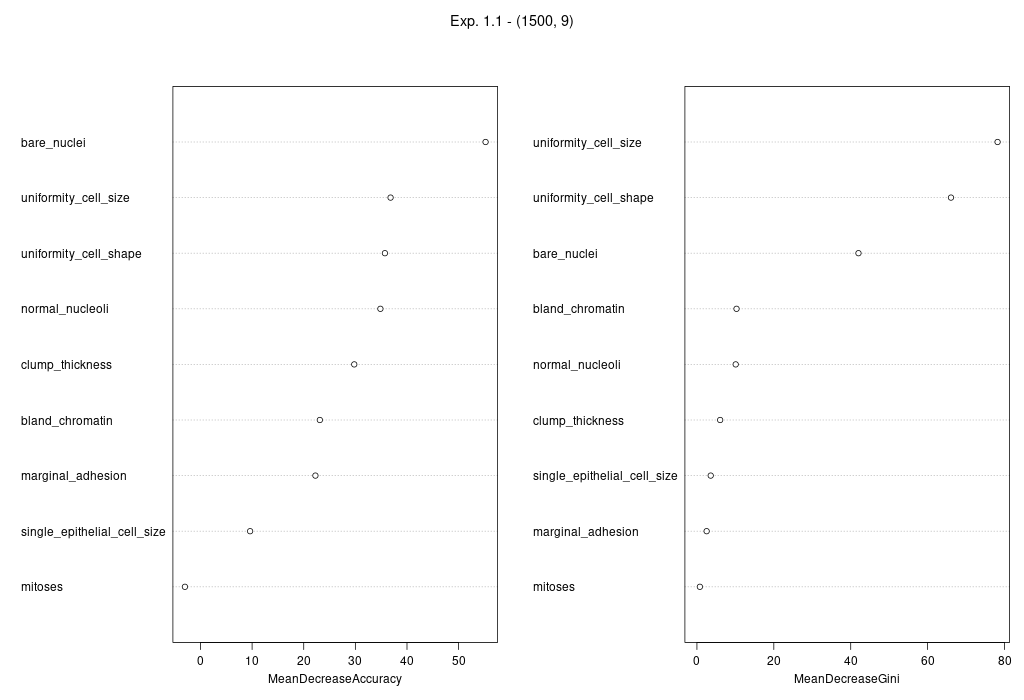 Exp. 1.1 - (1500, 9)
bare_nuclei
uniformity_cell_size
uniformity_cell_shape
normal_nucleoli
clump_thickness
bland_chromatin
marginal_adhesion
single_epithelial_cell_size
mitoses
0 10 20 30 40 50
MeanDecreaseAccuracy
uniformity_cell_size
uniformity_cell_shape
bare_nuclei
bland_chromatin
normal_nucleoli
clump_thickness
single_epithelial_cell_size
marginal_adhesion
mitoses
0 20 40 60 80
MeanDecreaseGini